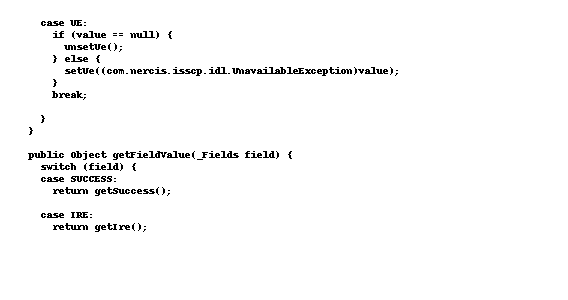 case UE:
if (value == null) {
unsetUe();
} else {
setUe((com.nercis.isscp.idl.UnavailableException)value);
}
break;
}
}
public Object getFieldValue(_Fields field) {
switch (field) {
case SUCCESS:
return getSuccess();
case IRE:
return getIre();